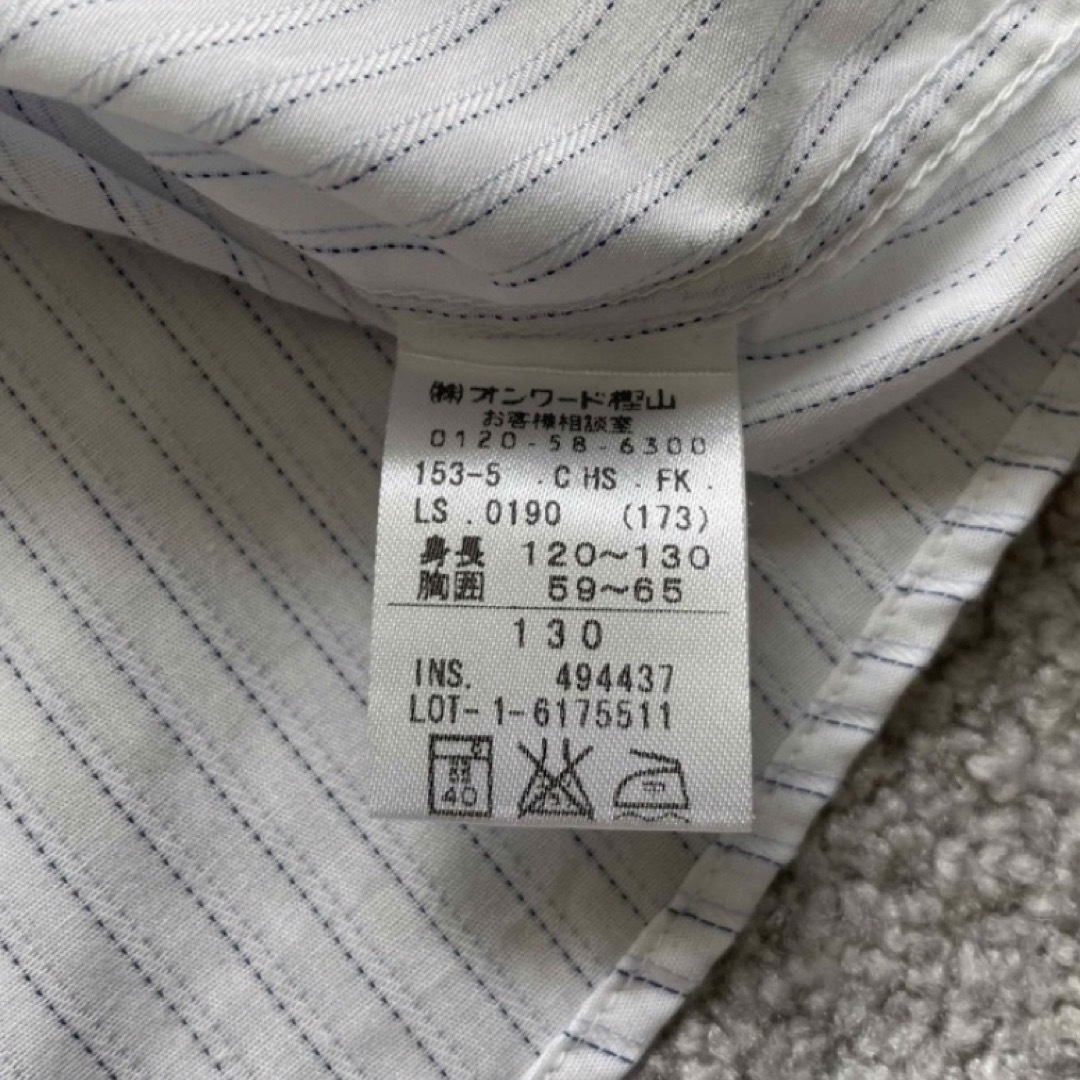 ㈱オンワード樫山
お客様相談室
0120-58-6300
153-5 .CHS .FK.
LS .0190 (173)
身長 120~130
胸囲 59~65
130
INS. 494437
LOT-1-6175511
40